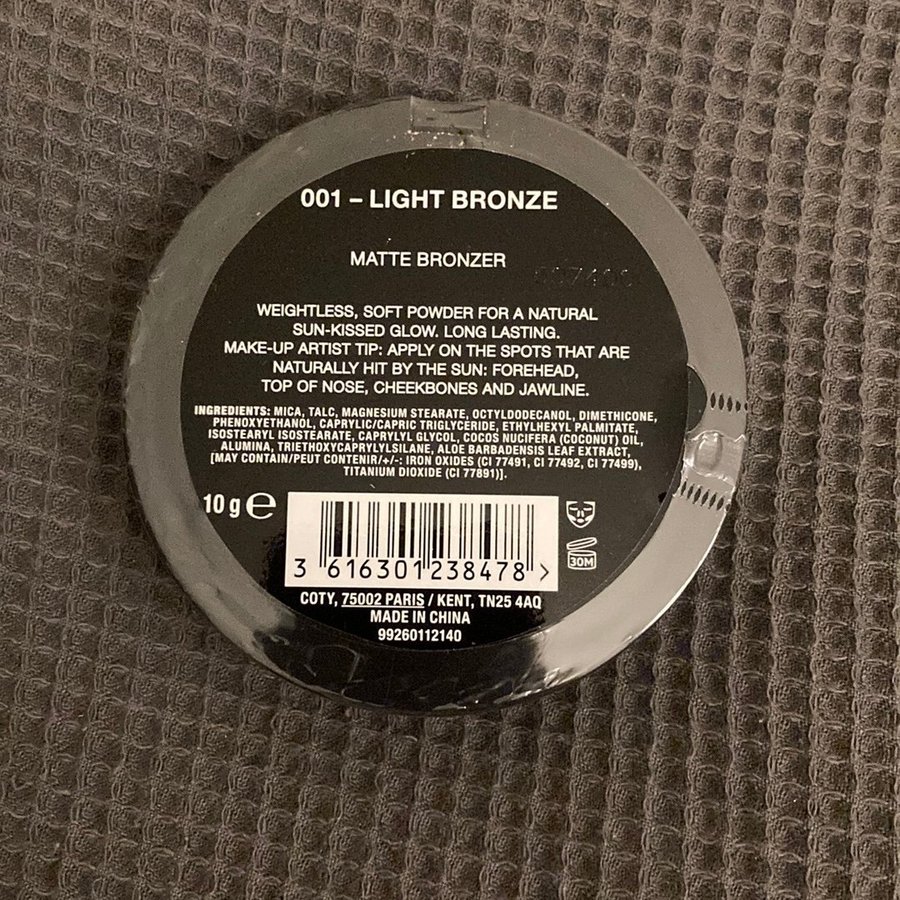 001 – LIGHT BRONZE
MATTE BRONZER
WEIGHTLESS, SOFT POWDER FOR A NATURAL
SUN-KISSED GLOW. LONG LASTING.
MAKE-UP ARTIST TIP: APPLY ON THE SPOTS THAT ARE
NATURALLY HIT BY THE SUN: FOREHEAD,
TOP OF NOSE, CHEEKBONES AND JAWLINE.
INGREDIENTS: MICA, TALC, MAGNESIUM STEARATE, OCTYLDODECANOL, DIMETHICONE,
PHENOXYETHANOL, CAPRYLIC/CAPRIC TRIGLYCERIDE, ETHYLHEXYL PALMITATE,
ISOSTEARYL ISOSTEARATE, CAPRYLYL GLYCOL, COCOS NUCIFERA (COCONUT) OIL,
ALUMINA, TRIETHOXYCAPRYLYLSILANE, ALOE BARBADENSIS LEAF EXTRACT,
[MAY CONTAIN/PEUT CONTENIR/+/-: IRON OXIDES (CI 77491, CI 77492, CI 77499),
TITANIUM DIOXIDE (CI 77891)].
10 g e
3 616301 238478 >
30M
COTY, 75002 PARIS / KENT, TN25 4AQ
MADE IN CHINA
99260112140